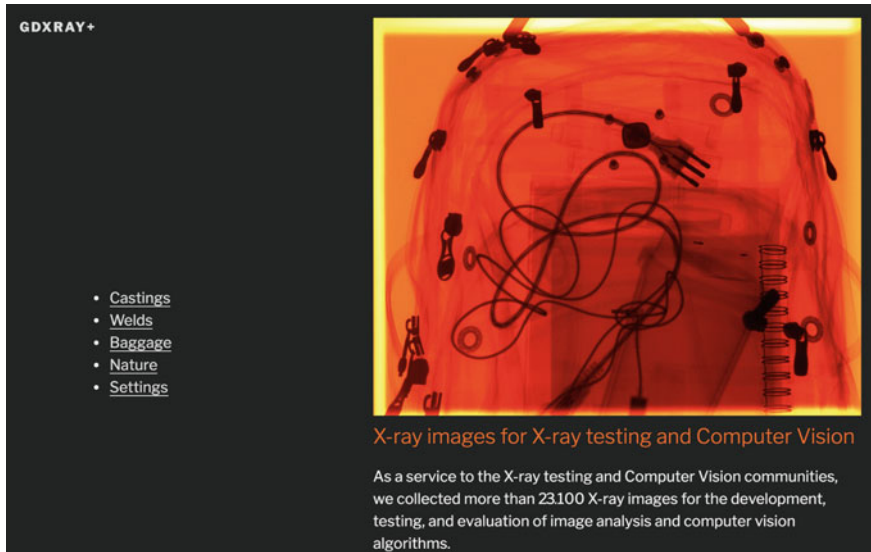 GDXRAY+
Castings
Welds
Baggage
Nature
Settings
X-ray images for X-ray testing and Computer Vision
As a service to the X-ray testing and Computer Vision communities,
we collected more than 23.100 X-ray images for the development,
testing, and evaluation of image analysis and computer vision
algorithms.